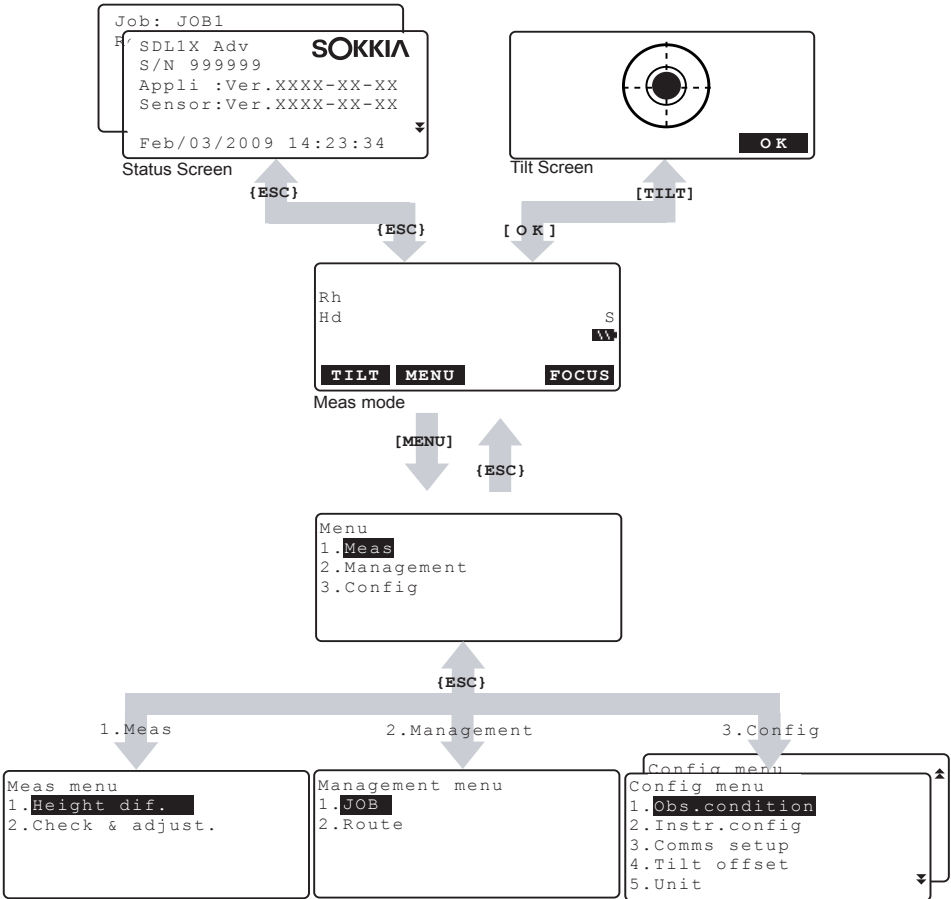 Job: JOB1
SDL1X Adv SOKKIA
S/N 999999
Appli :Ver.XXXX-XX-XX
Sensor:Ver.XXXX-XX-XX
Feb/03/2009 14:23:34
Status Screen
OK
Tilt Screen
{ESC}
[TILT]
{ESC}
[ O K ]
Rh
Hd S
TILT MENU FOCUS
Meas mode
[MENU]
{ESC}
Menu
1.Meas
2.Management
3.Config
{ESC}
1.Meas
2.Management
3.Config
Meas menu
1.Height dif.
2.Check & adjust.
Management menu
1.JOB
2.Route
Config menu
Config menu
1.Obs.condition
2.Instr.config
3.Comms setup
4.Tilt offset
5.Unit